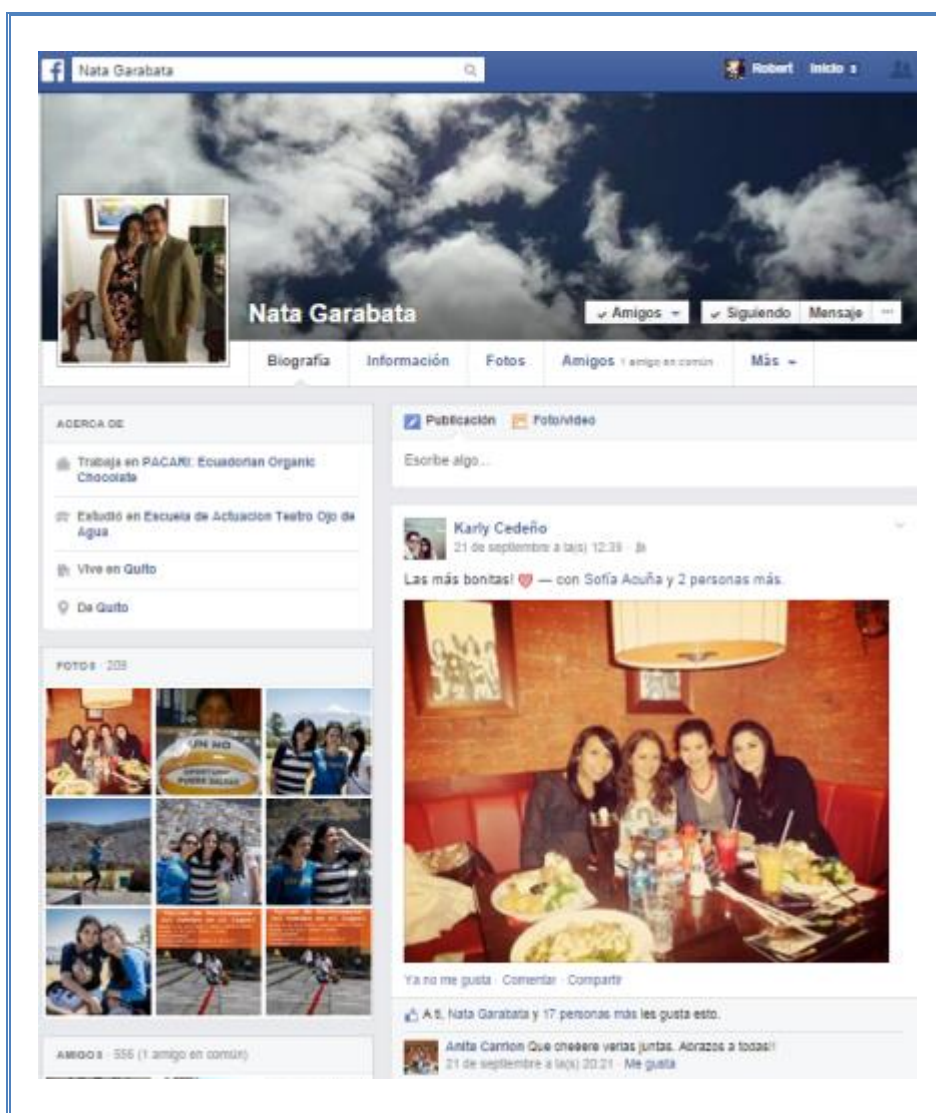 Nata Garabata
Robert Inicio
Nata Garabata
Amigos
Siguiendo
Mensaje
Biografía
Información
Fotos
Amigos 1 amigo en común
Más
ACERCA DE
Trabaja en PACARI: Ecuadorian Organic
Chocolate
Estudió en Escuela de Actuacion Teatro Ojo de
Agua
Vive en Quito
De Quito
FOTOS · 209
UN NO
OPORTUNO
PUEDE SALVAR
AMIGOS · 556 (1 amigo en común)
Publicación
Foto/video
Escribe algo...
Karly Cedeño
21 de septiembre a la(s) 12:39 ·
Las más bonitas! — con Sofía Acuña y 2 personas más.
Ya no me gusta · Comentar · Compartir
A ti, Nata Garabata y 17 personas más les gusta esto.
Anita Carrion Que cheeere verlas juntas. Abrazos a todas!!
21 de septiembre a la(s) 20:21 · Me gusta